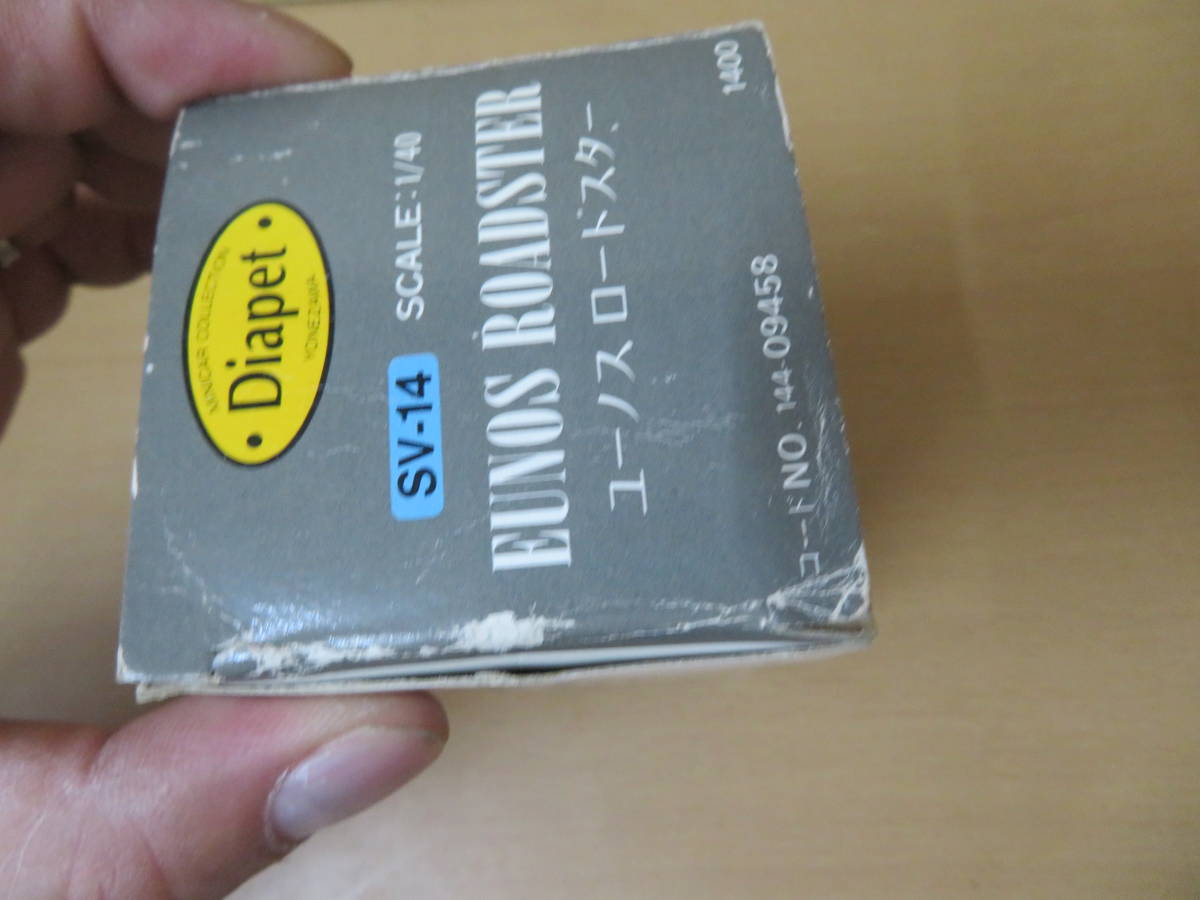 MINICAR COLLECTION
Diapet
YONEZAWA
SV-14 SCALE:1/40
EUNOS ROADSTER
ユーノスロードスター
コードNO. 144-09458 1400